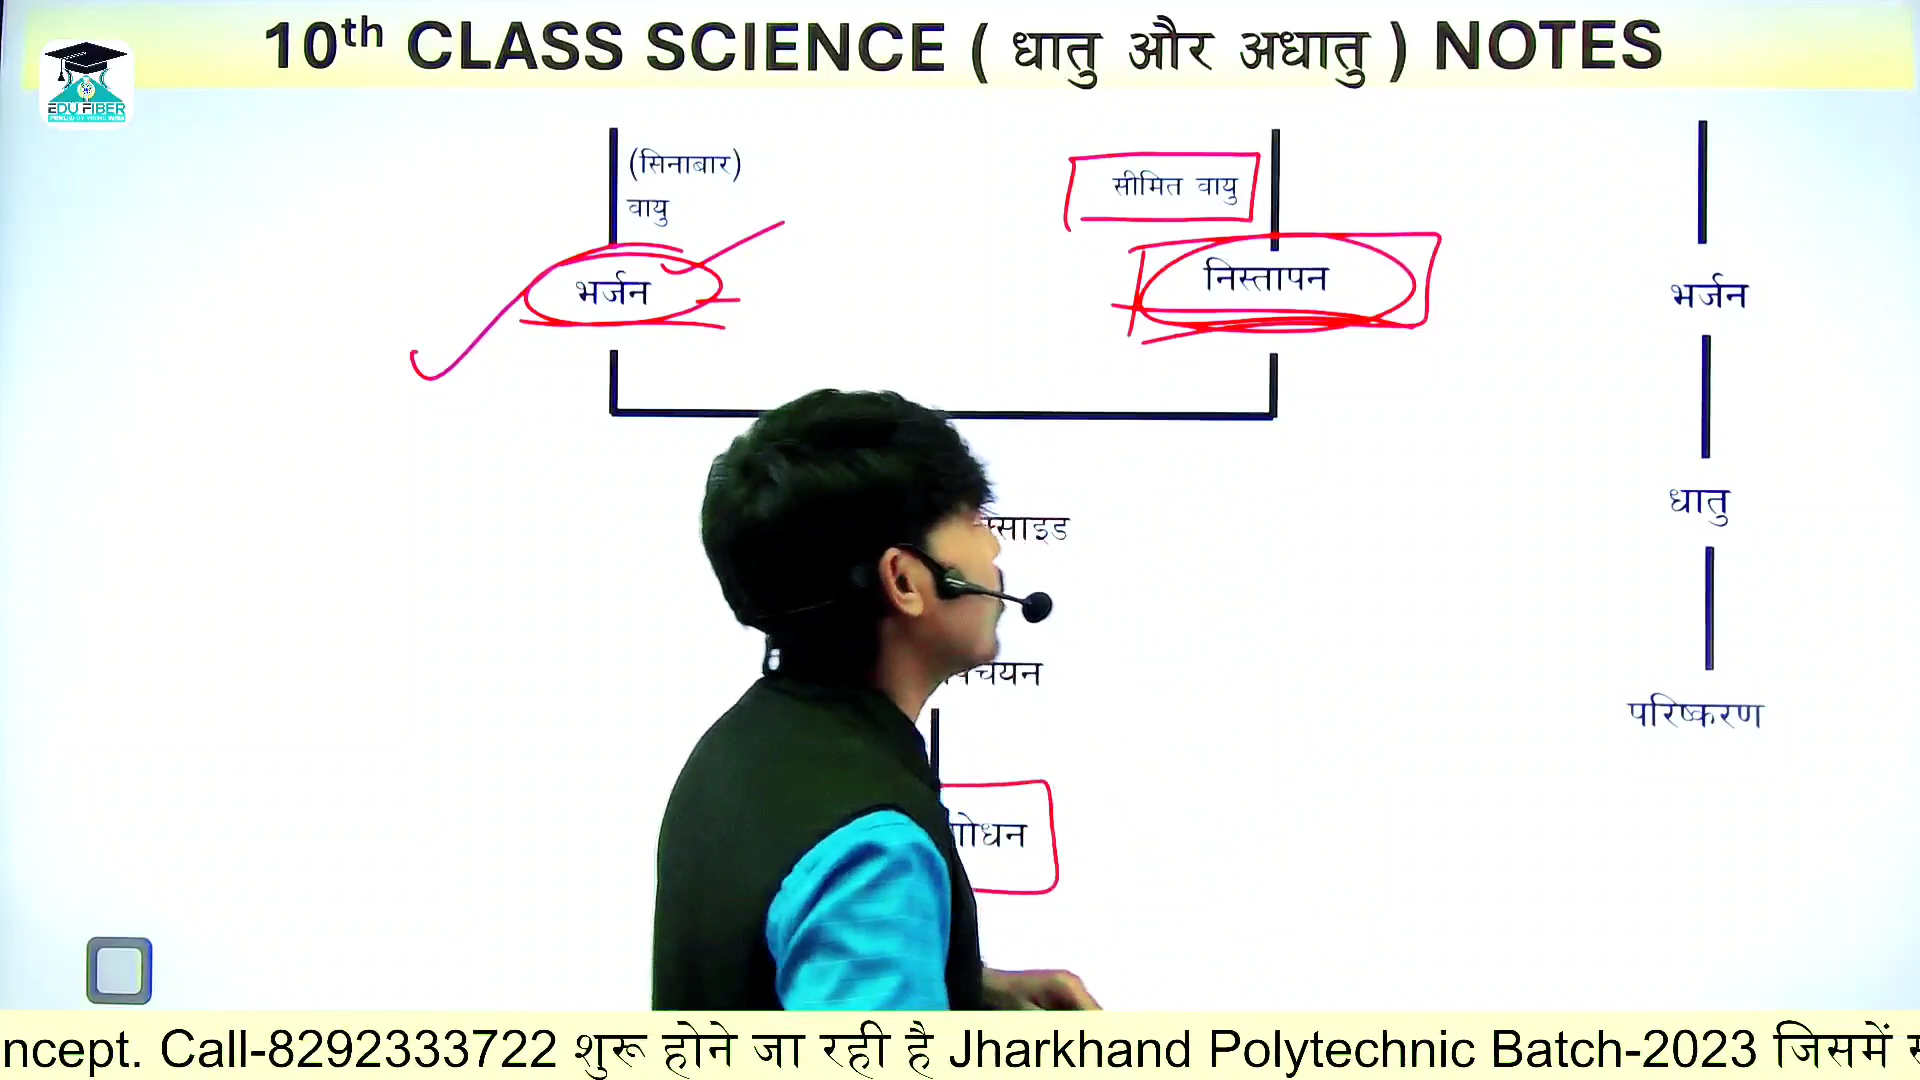 10th CLASS SCIENCE ( धातु और अधातु ) NOTES
EDU FIBER
(सिनाबार)
वायु
सीमित वायु
भर्जन
निस्तापन
भर्जन
धातु
परिष्करण
ncept. Call-8292333722 शुरू होने जा रही है Jharkhand Polytechnic Batch-2023 जिसमें